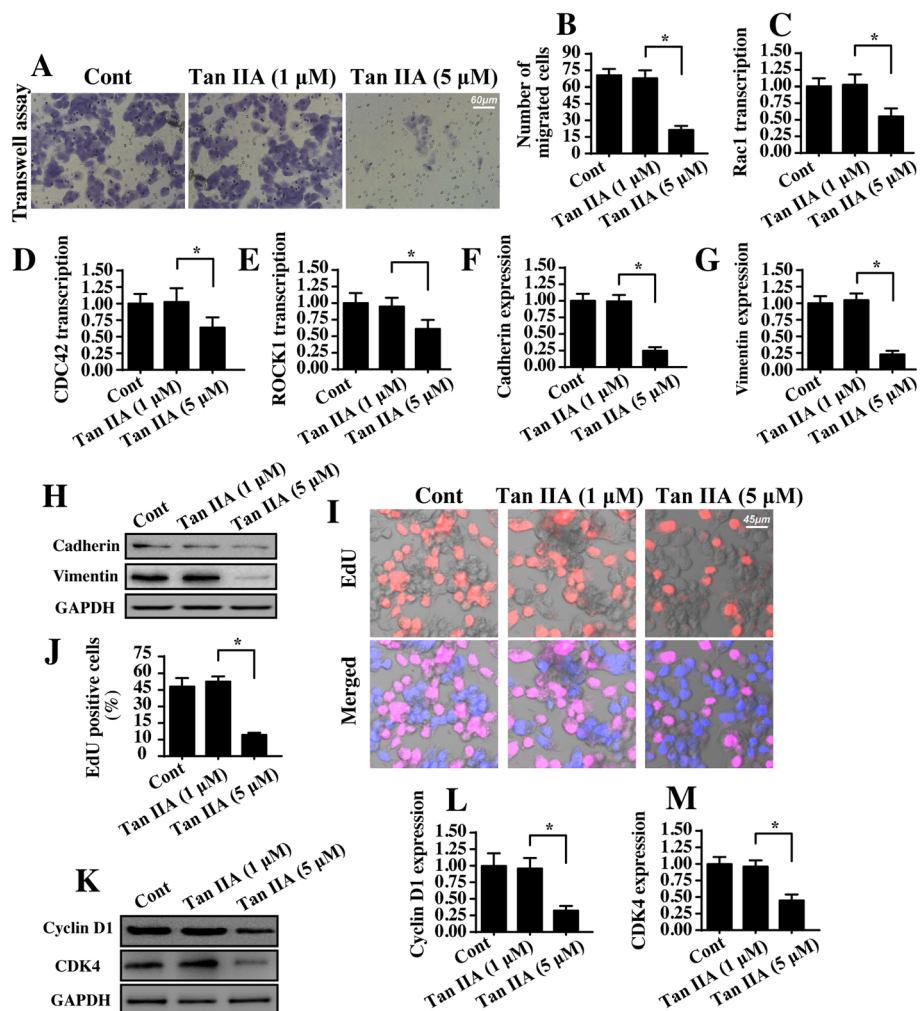 A
Cont
Tan IIA (1 µM)
Tan IIA (5 µM)
Transwell assay
60µm
B
Number of
migrated cells
90
75
60
45
30
15
0
*
Cont
Tan IIA (1 µM)
Tan IIA (5 µM)
C
Rac1 transcription
1.50
1.25
1.00
0.75
0.50
0.25
0
*
Cont
Tan IIA (1 µM)
Tan IIA (5 µM)
D
CDC42 transcription
1.50
1.25
1.00
0.75
0.50
0.25
0
*
Cont
Tan IIA (1 µM)
Tan IIA (5 µM)
E
ROCK1 transcription
1.50
1.25
1.00
0.75
0.50
0.25
0
*
Cont
Tan IIA (1 µM)
Tan IIA (5 µM)
F
Cadherin expression
1.50
1.25
1.00
0.75
0.50
0.25
0
*
Cont
Tan IIA (1 µM)
Tan IIA (5 µM)
G
Vimentin expression
1.50
1.25
1.00
0.75
0.50
0.25
0
*
Cont
Tan IIA (1 µM)
Tan IIA (5 µM)
H
Cont
Tan IIA (1 µM)
Tan IIA (5 µM)
Cadherin
Vimentin
GAPDH
I
Cont
Tan IIA (1 µM)
Tan IIA (5 µM)
45µm
EdU
Merged
J
EdU positive cells
(%)
75
60
45
30
15
10
0
*
Cont
Tan IIA (1 µM)
Tan IIA (5 µM)
K
Cont
Tan IIA (1 µM)
Tan IIA (5 µM)
Cyclin D1
CDK4
GAPDH
L
Cyclin D1 expression
1.50
1.25
1.00
0.75
0.50
0.25
0
*
Cont
Tan IIA (1 µM)
Tan IIA (5 µM)
M
CDK4 expression
1.50
1.25
1.00
0.75
0.50
0.25
0
*
Cont
Tan IIA (1 µM)
Tan IIA (5 µM)